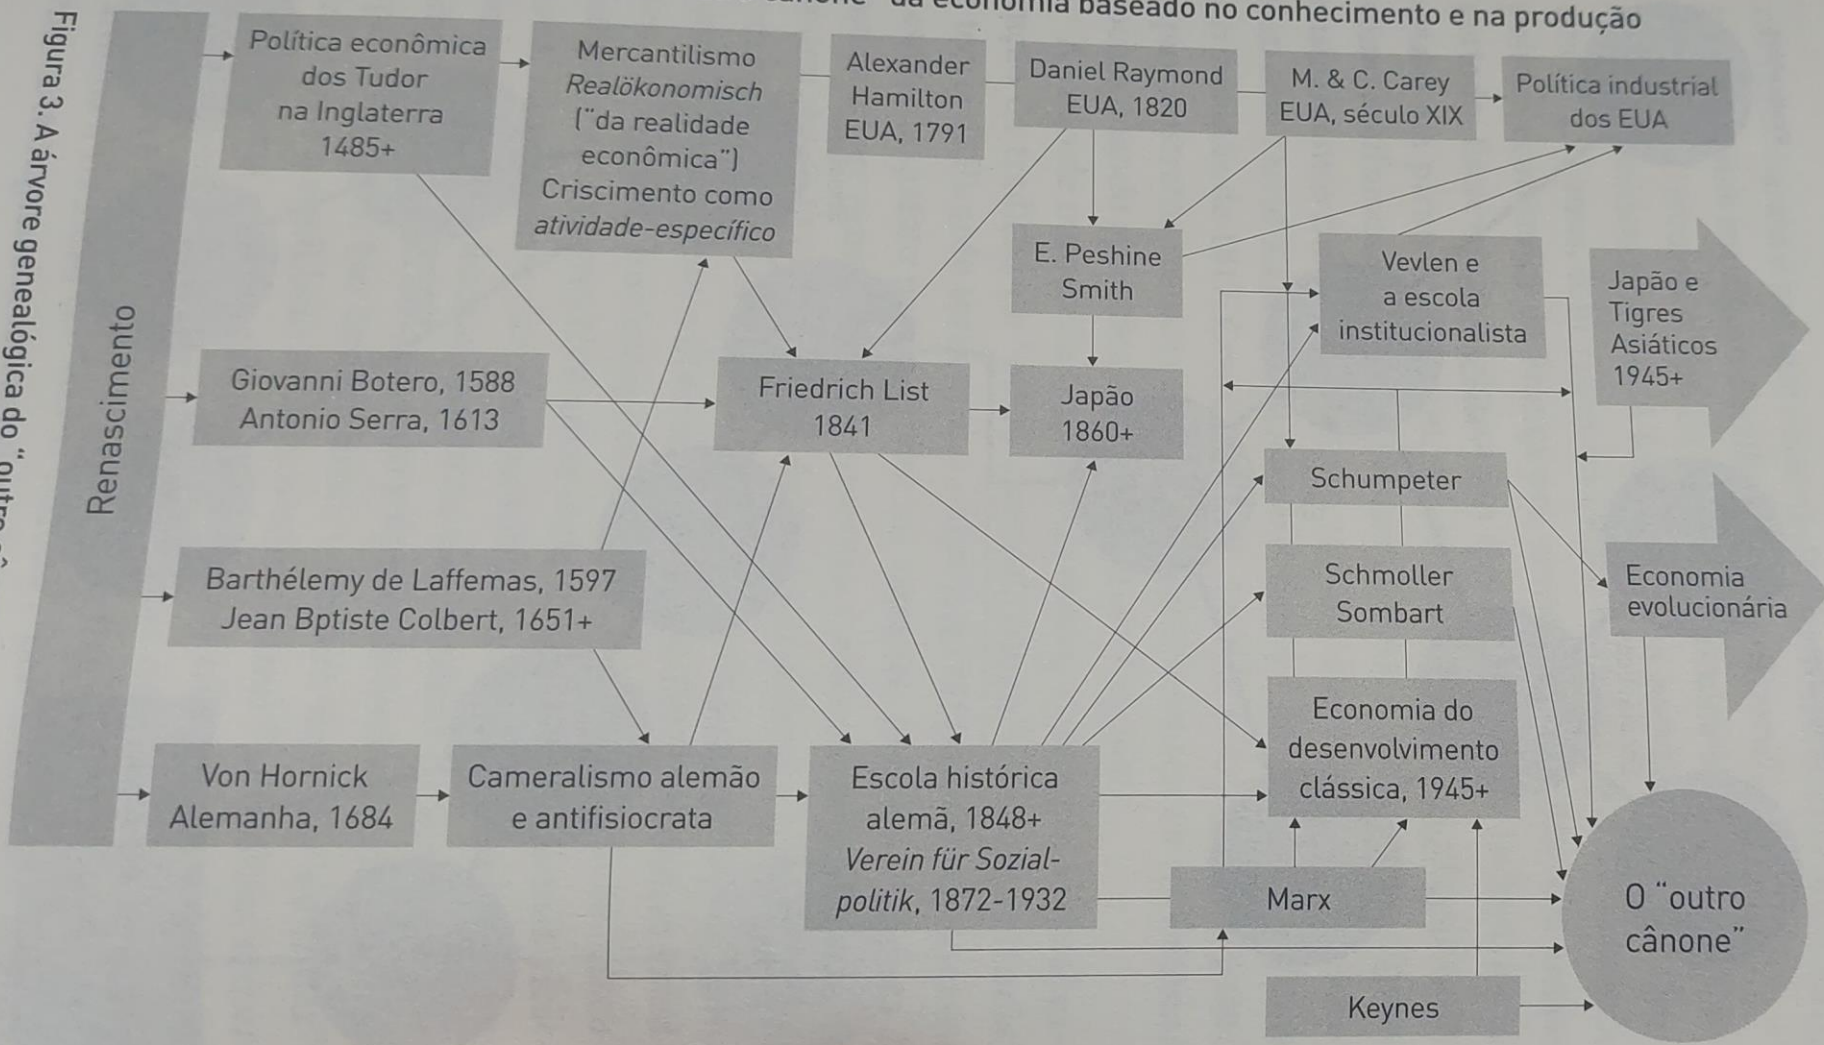 da economia baseado no conhecimento e na produção
Figura 3. A árvore genealógica do "outro
Renascimento
Política econômica
dos Tudor
na Inglaterra
1485+
Mercantilismo
Realökonomisch
("da realidade
econômica")
Criscimento como
atividade-específico
Alexander
Hamilton
EUA, 1791
Daniel Raymond
EUA, 1820
M. & C. Carey
EUA, século XIX
Política industrial
dos EUA
E. Peshine
Smith
Vevlen e
a escola
institucionalista
Japão e
Tigres
Asiáticos
1945+
Giovanni Botero, 1588
Antonio Serra, 1613
Friedrich List
1841
Japão
1860+
Schumpeter
Barthélemy de Laffemas, 1597
Jean Bptiste Colbert, 1651+
Schmoller
Sombart
Economia
evolucionária
Von Hornick
Alemanha, 1684
Cameralismo alemão
e antifisiocrata
Escola histórica
alemã, 1848+
Verein für Sozial-
politik, 1872-1932
Economia do
desenvolvimento
clássica, 1945+
Marx
O "outro
cânone"
Keynes